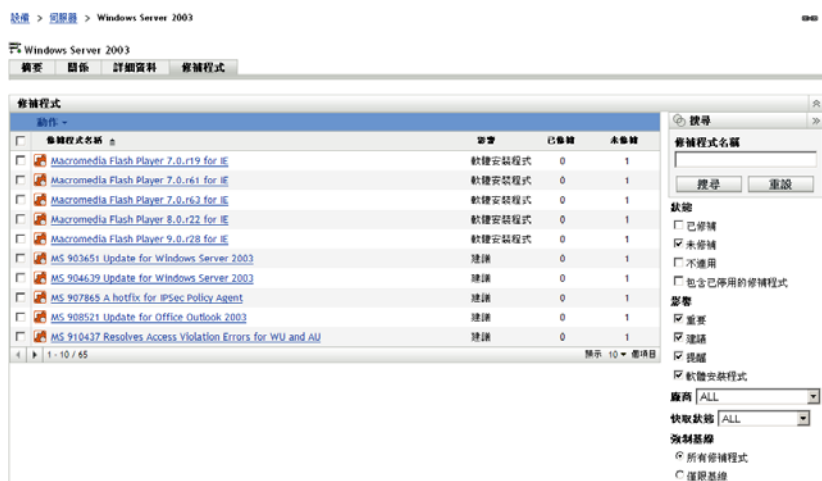 設備 > 伺服器 > Windows Server 2003
Windows Server 2003
摘要 關係 詳細資料 修補程式
修補程式
動作
修補程式名稱 影響 已修補 未修補
Macromedia Flash Player 7.0.r19 for IE 軟體安裝程式 0 1
Macromedia Flash Player 7.0.r61 for IE 軟體安裝程式 0 1
Macromedia Flash Player 7.0.r63 for IE 軟體安裝程式 0 1
Macromedia Flash Player 8.0.r22 for IE 軟體安裝程式 0 1
Macromedia Flash Player 9.0.r28 for IE 軟體安裝程式 0 1
MS 903651 Update for Windows Server 2003 建議 0 1
MS 904639 Update for Windows Server 2003 建議 0 1
MS 907865 A hotfix for IPSec Policy Agent 建議 0 1
MS 908521 Update for Office Outlook 2003 建議 0 1
MS 910437 Resolves Access Violation Errors for WU and AU 建議 0 1
1 - 10 / 65 顯示 10 個項目
搜尋
修補程式名稱
搜尋 重設
狀態
已修補
未修補
不適用
包含已停用的修補程式
影響
重要
建議
提醒
軟體安裝程式
廠商 ALL
快取狀態 ALL
強制基線
所有修補程式
僅限基線